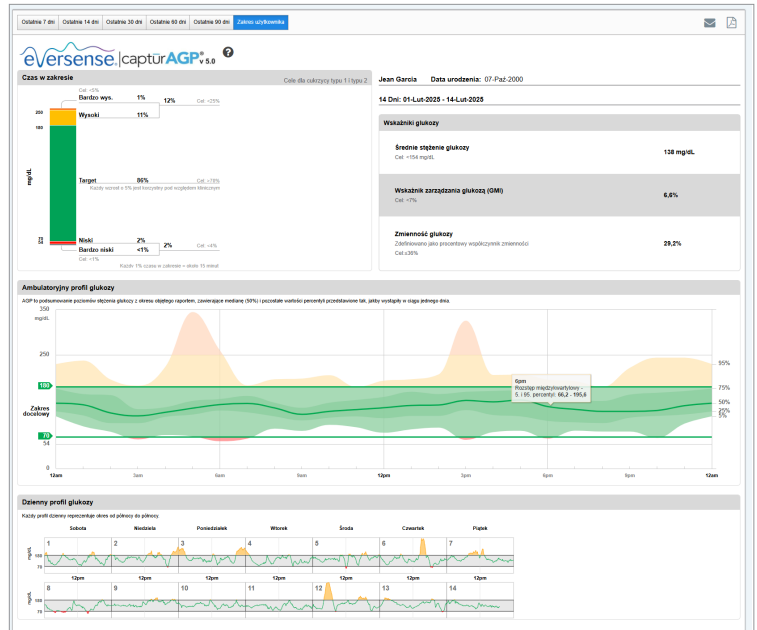 Ostatnie 7 dni Ostatnie 14 dni Ostatnie 30 dni Ostatnie 60 dni Ostatnie 90 dni Zakres użytkownika
eversense. | captūrAGP® v 5.0 ?
Czas w zakresie
Cele dla cukrzycy typu 1 i typu 2
Cel: <5%
Bardzo wys. 1%
12% Cel: <25%
Wysoki 11%
250
180
mg/dL
Target 86% Cel: >70%
Każdy wzrost o 5% jest korzystny pod względem klinicznym
70
54
Niski 2%
2% Cel: <4%
Bardzo niski <1%
Cel: <1%
Każdy 1% czasu w zakresie = około 15 minut
Jean Garcia Data urodzenia: 07-Paź-2000
14 Dni: 01-Lut-2025 - 14-Lut-2025
Wskaźniki glukozy
Średnie stężenie glukozy
Cel: <154 mg/dL
138 mg/dL
Wskaźnik zarządzania glukozą (GMI)
Cel: <7%
6,6%
Zmienność glukozy
Zdefiniowano jako procentowy współczynnik zmienności
Cel:≤36%
29,2%
Ambulatoryjny profil glukozy
AGP to podsumowanie poziomów stężenia glukozy z okresu objętego raportem, zawierające medianę (50%) i pozostałe wartości percentyli przedstawione tak, jakby wystąpiły w ciągu jednego dnia.
350
mg/dL
250
180
Zakres
docelowy
70
54
0
95%
75%
50%
25%
5%
6pm
Rozstęp międzykwartylowy -
5. i 95. percentyl: 66,2 - 195,6
12am 3am 6am 9am 12pm 3pm 6pm 9pm 12am
Dzienny profil glukozy
Każdy profil dzienny reprezentuje okres od północy do północy.
Sobota Niedziela Poniedziałek Wtorek Środa Czwartek Piątek
1 2 3 4 5 6 7
mg/dL
180
70
12pm 12pm 12pm 12pm 12pm 12pm 12pm
8 9 10 11 12 13 14
mg/dL
180
70